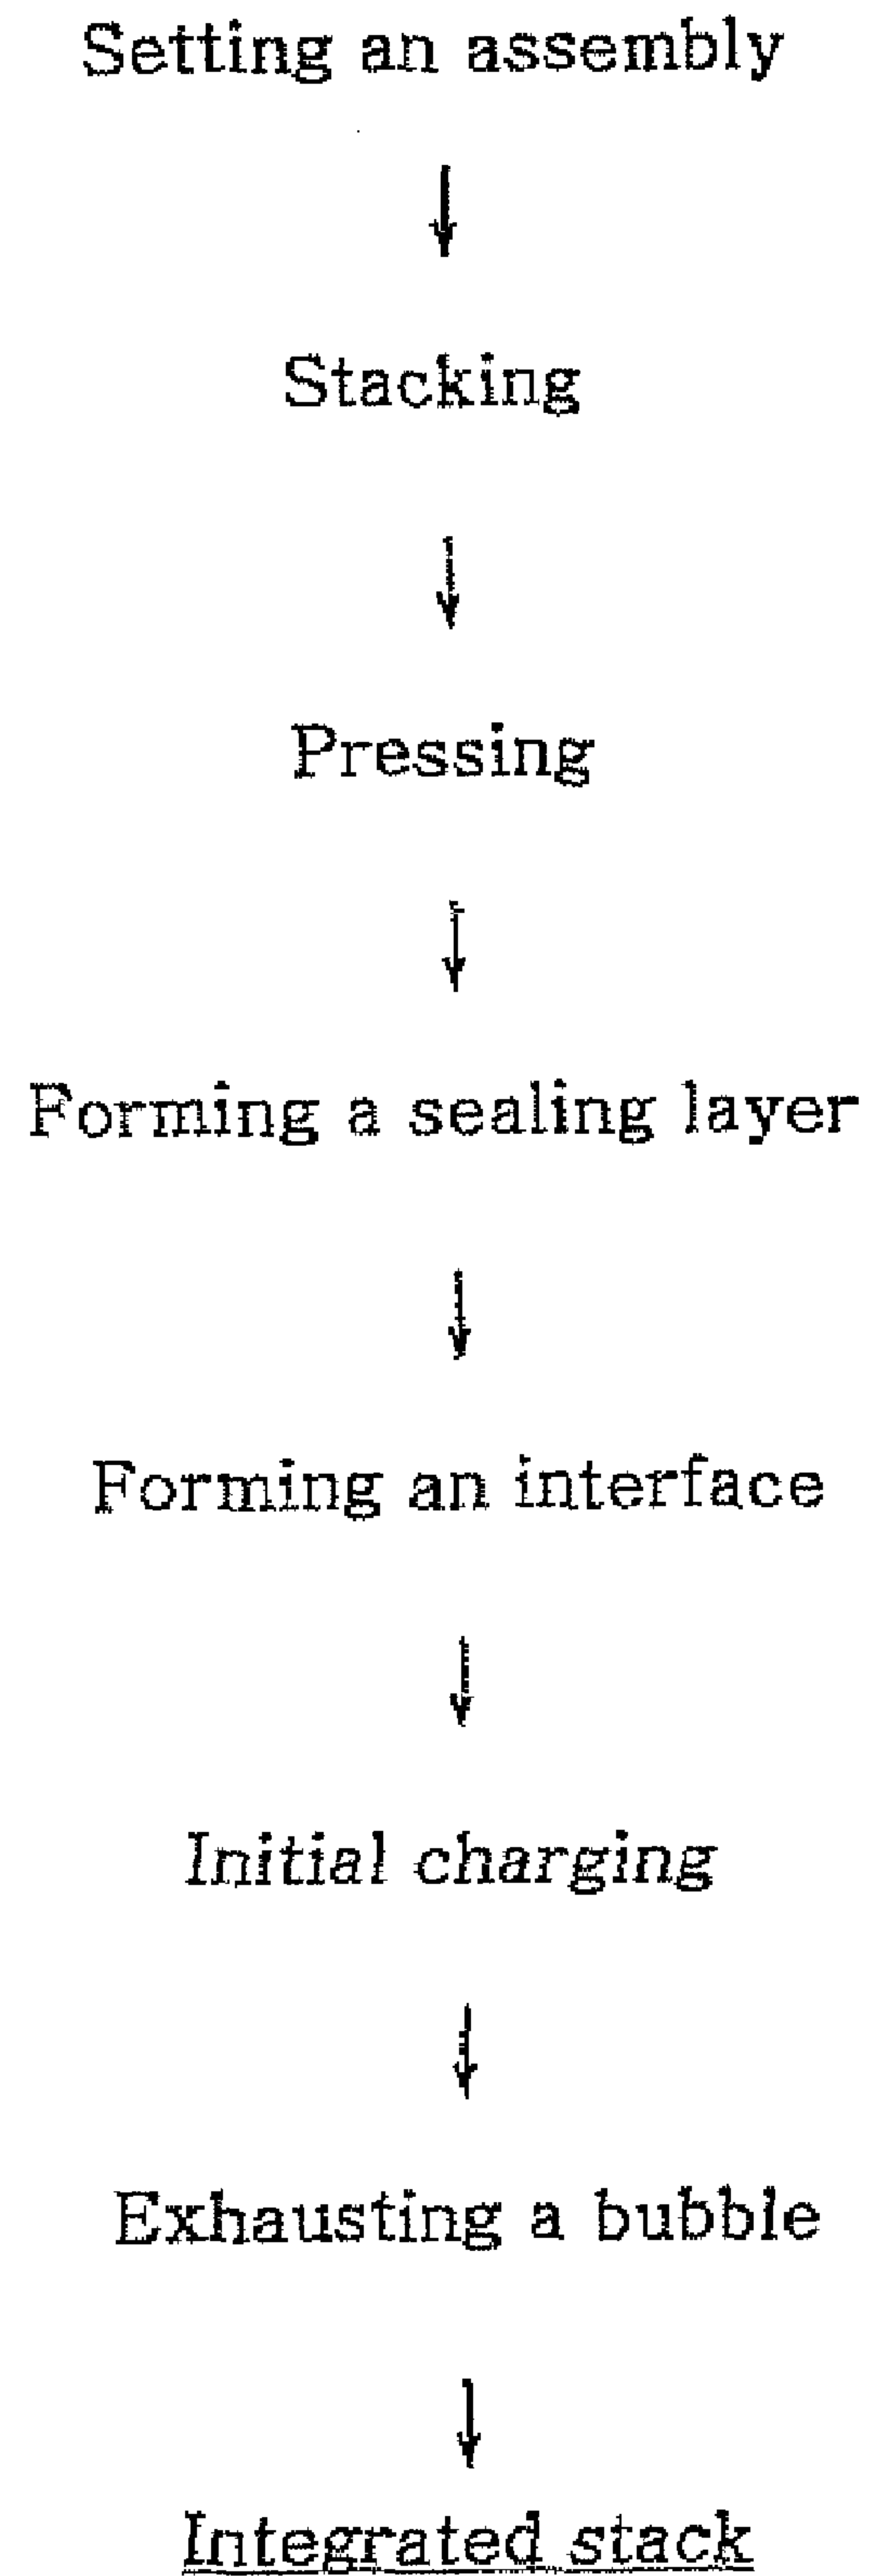 Setting an assembly
Stacking
Pressing
Forming a sealing layer
Forming an interface
Initial charging
Exhausting a bubble
Integrated stack